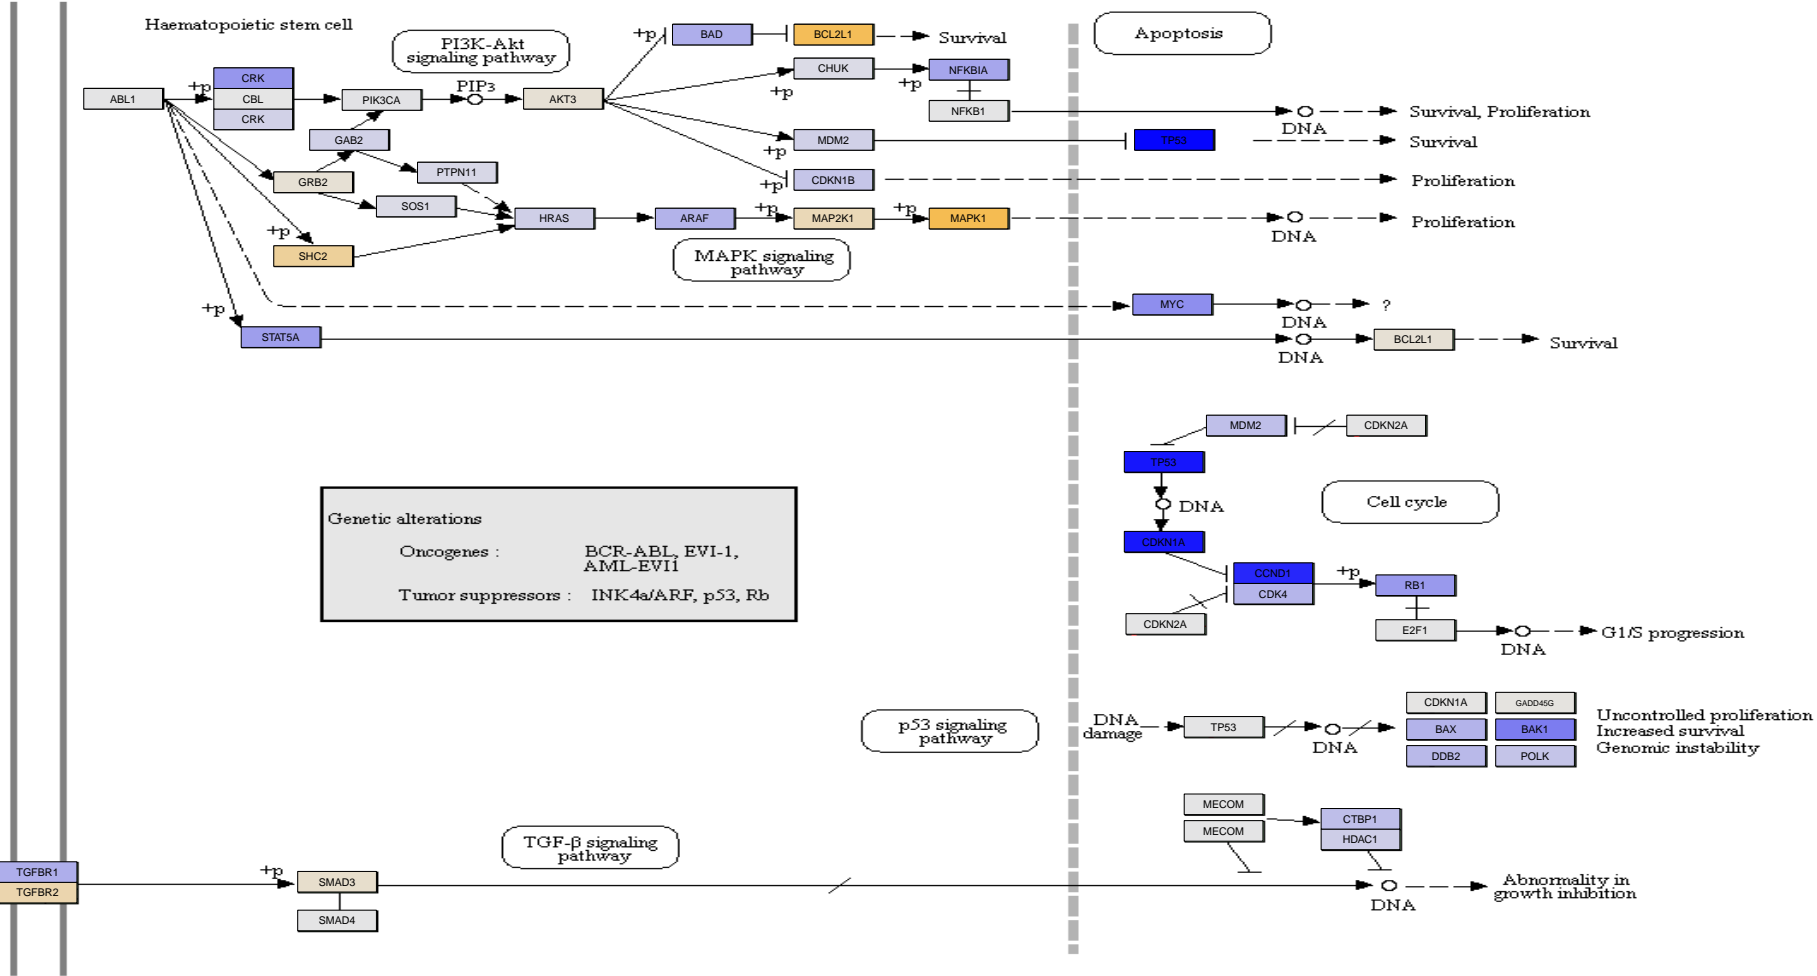 Haematopoietic stem cell
PI3K-Akt
signaling pathway
Apoptosis
+p
BAD
BCL2L1
Survival
CHUK
+p
+p
NFKBIA
NFKB1
DNA
Survival, Proliferation
ABL1
+p
CRK
CBL
CRK
PIK3CA
PIP3
AKT3
GAB2
PTPN11
GRB2
SOS1
+p
SHC2
MDM2
+p
TP53
Survival
CDKN1B
+p
Proliferation
HRAS
ARAF
+p
MAP2K1
+p
MAPK1
DNA
Proliferation
MAPK signaling
pathway
MYC
DNA
?
+p
STAT5A
DNA
BCL2L1
Survival
MDM2
CDKN2A
TP53
DNA
Cell cycle
CDKN1A
CCND1
CDK4
+p
RB1
CDKN2A
E2F1
DNA
G1/S progression
Genetic alterations
Oncogenes : BCR-ABL, EVI-1,
AML-EVI1
Tumor suppressors : INK4a/ARF, p53, Rb
p53 signaling
pathway
DNA
damage
TP53
DNA
CDKN1A
GADD45G
BAX
BAK1
DDB2
POLK
Uncontrolled proliferation
Increased survival
Genomic instability
MECOM
MECOM
CTBP1
HDAC1
TGF-β signaling
pathway
TGFBR1
TGFBR2
+p
SMAD3
SMAD4
DNA
Abnormality in
growth inhibition